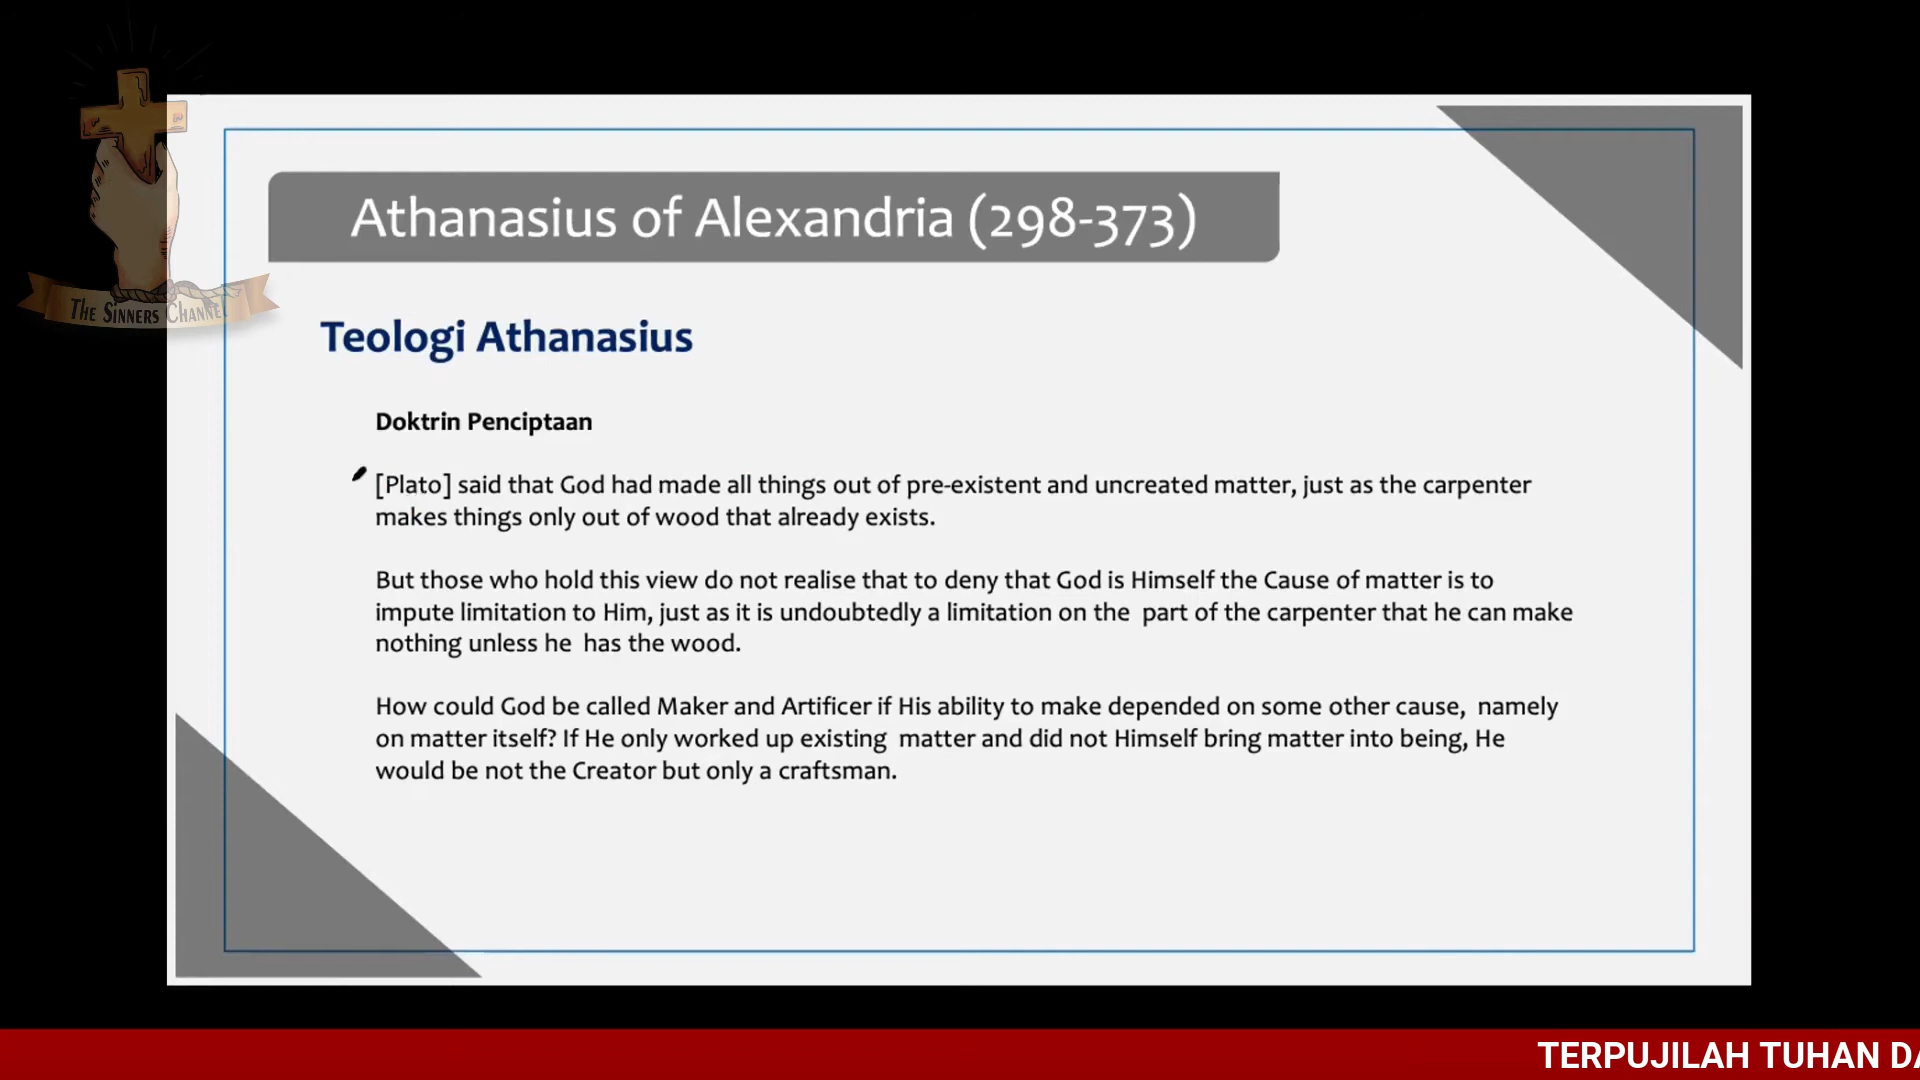 THE SINNERS CHANNEL
Athanasius of Alexandria (298-373)
Teologi Athanasius
Doktrin Penciptaan
[Plato] said that God had made all things out of pre-existent and uncreated matter, just as the carpenter
makes things only out of wood that already exists.
But those who hold this view do not realise that to deny that God is Himself the Cause of matter is to
impute limitation to Him, just as it is undoubtedly a limitation on the part of the carpenter that he can make
nothing unless he has the wood.
How could God be called Maker and Artificer if His ability to make depended on some other cause, namely
on matter itself? If He only worked up existing matter and did not Himself bring matter into being, He
would be not the Creator but only a craftsman.
TERPUJILAH TUHAN